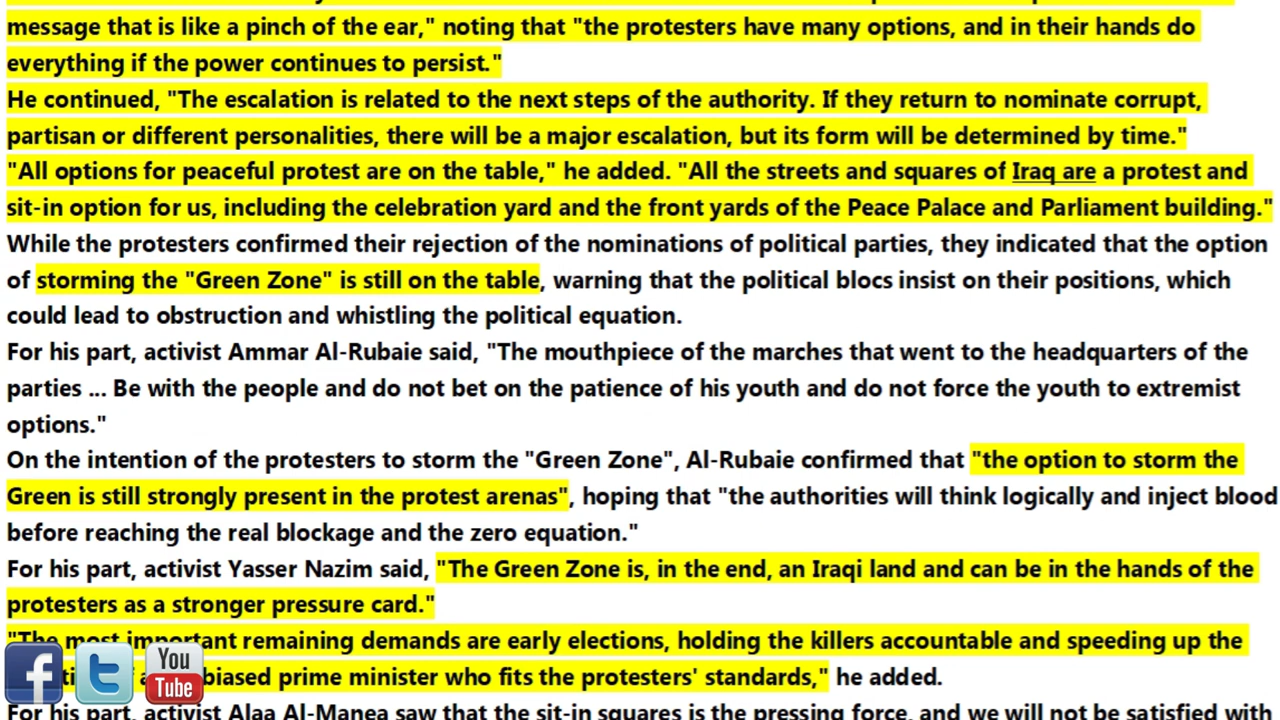 message that is like a pinch of the ear," noting that "the protesters have many options, and in their hands do
everything if the power continues to persist."
He continued, "The escalation is related to the next steps of the authority. If they return to nominate corrupt,
partisan or different personalities, there will be a major escalation, but its form will be determined by time."
"All options for peaceful protest are on the table," he added. "All the streets and squares of Iraq are a protest and
sit-in option for us, including the celebration yard and the front yards of the Peace Palace and Parliament building."
While the protesters confirmed their rejection of the nominations of political parties, they indicated that the option
of storming the "Green Zone" is still on the table, warning that the political blocs insist on their positions, which
could lead to obstruction and whistling the political equation.
For his part, activist Ammar Al-Rubaie said, "The mouthpiece of the marches that went to the headquarters of the
parties ... Be with the people and do not bet on the patience of his youth and do not force the youth to extremist
options."
On the intention of the protesters to storm the "Green Zone", Al-Rubaie confirmed that "the option to storm the
Green is still strongly present in the protest arenas", hoping that "the authorities will think logically and inject blood
before reaching the real blockage and the zero equation."
For his part, activist Yasser Nazim said, "The Green Zone is, in the end, an Iraqi land and can be in the hands of the
protesters as a stronger pressure card."
"The most important remaining demands are early elections, holding the killers accountable and speeding up the
biased prime minister who fits the protesters' standards," he added.
For his part, activist Alaa Al-Manea saw that the sit-in squares is the pressing force, and we will not be satisfied with
You
Tube